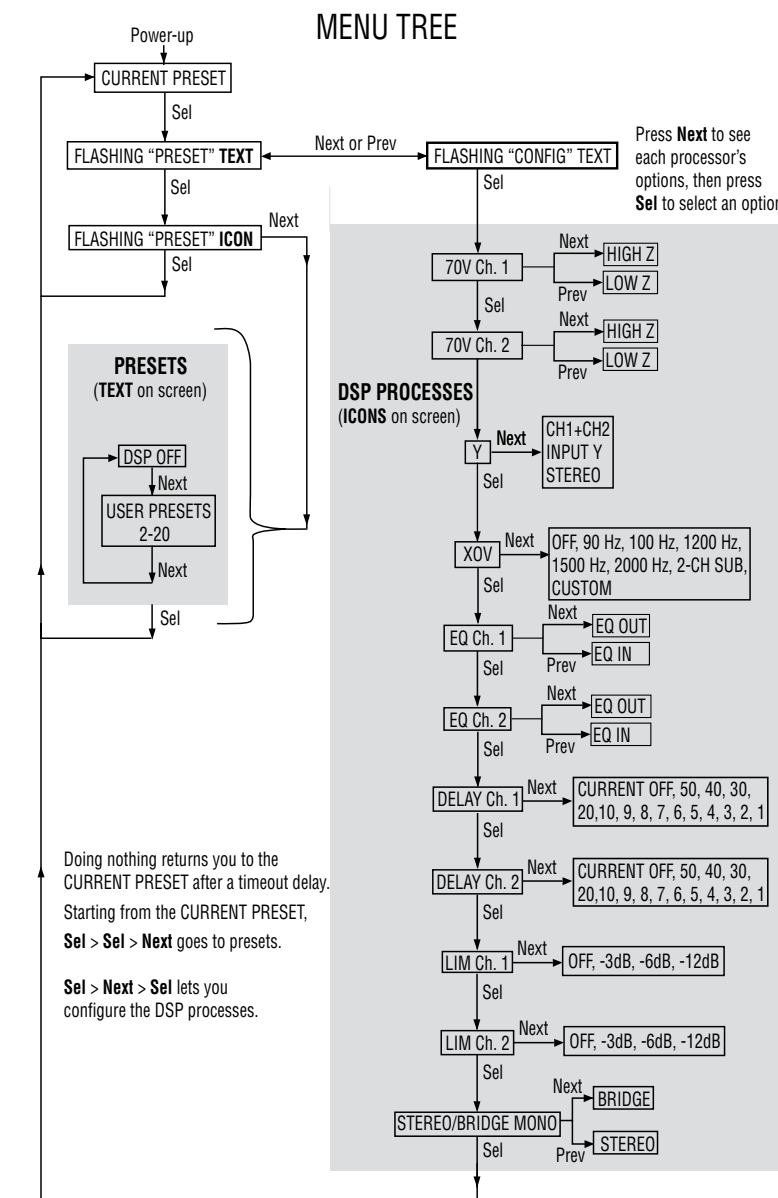 MENU TREE
Power-up
CURRENT PRESET
Sel
FLASHING “PRESET” TEXT
Next or Prev
FLASHING “CONFIG” TEXT
Press Next to see
each processor's
options, then press
Sel to select an option
Sel
Sel
FLASHING “PRESET” ICON
Next
Sel
PRESETS
(TEXT on screen)
DSP OFF
Next
USER PRESETS
2-20
Next
Sel
Doing nothing returns you to the
CURRENT PRESET after a timeout delay.
Starting from the CURRENT PRESET,
Sel > Sel > Next goes to presets.
Sel > Next > Sel lets you
configure the DSP processes.
DSP PROCESSES
(ICONS on screen)
70V Ch. 1
Next
HIGH Z
Prev
LOW Z
Sel
70V Ch. 2
Next
HIGH Z
Prev
LOW Z
Y
Next
CH1+CH2
INPUT Y
STEREO
Sel
XOV
Next
OFF, 90 Hz, 100 Hz, 1200 Hz,
1500 Hz, 2000 Hz, 2-CH SUB,
CUSTOM
Sel
EQ Ch. 1
Next
EQ OUT
Prev
EQ IN
Sel
EQ Ch. 2
Next
EQ OUT
Prev
EQ IN
Sel
DELAY Ch. 1
Next
CURRENT OFF, 50, 40, 30,
20,10, 9, 8, 7, 6, 5, 4, 3, 2, 1
Sel
DELAY Ch. 2
Next
CURRENT OFF, 50, 40, 30,
20,10, 9, 8, 7, 6, 5, 4, 3, 2, 1
Sel
LIM Ch. 1
Next
OFF, -3dB, -6dB, -12dB
Sel
LIM Ch. 2
Next
OFF, -3dB, -6dB, -12dB
Sel
STEREO/BRIDGE MONO
Next
BRIDGE
Prev
STEREO
Sel